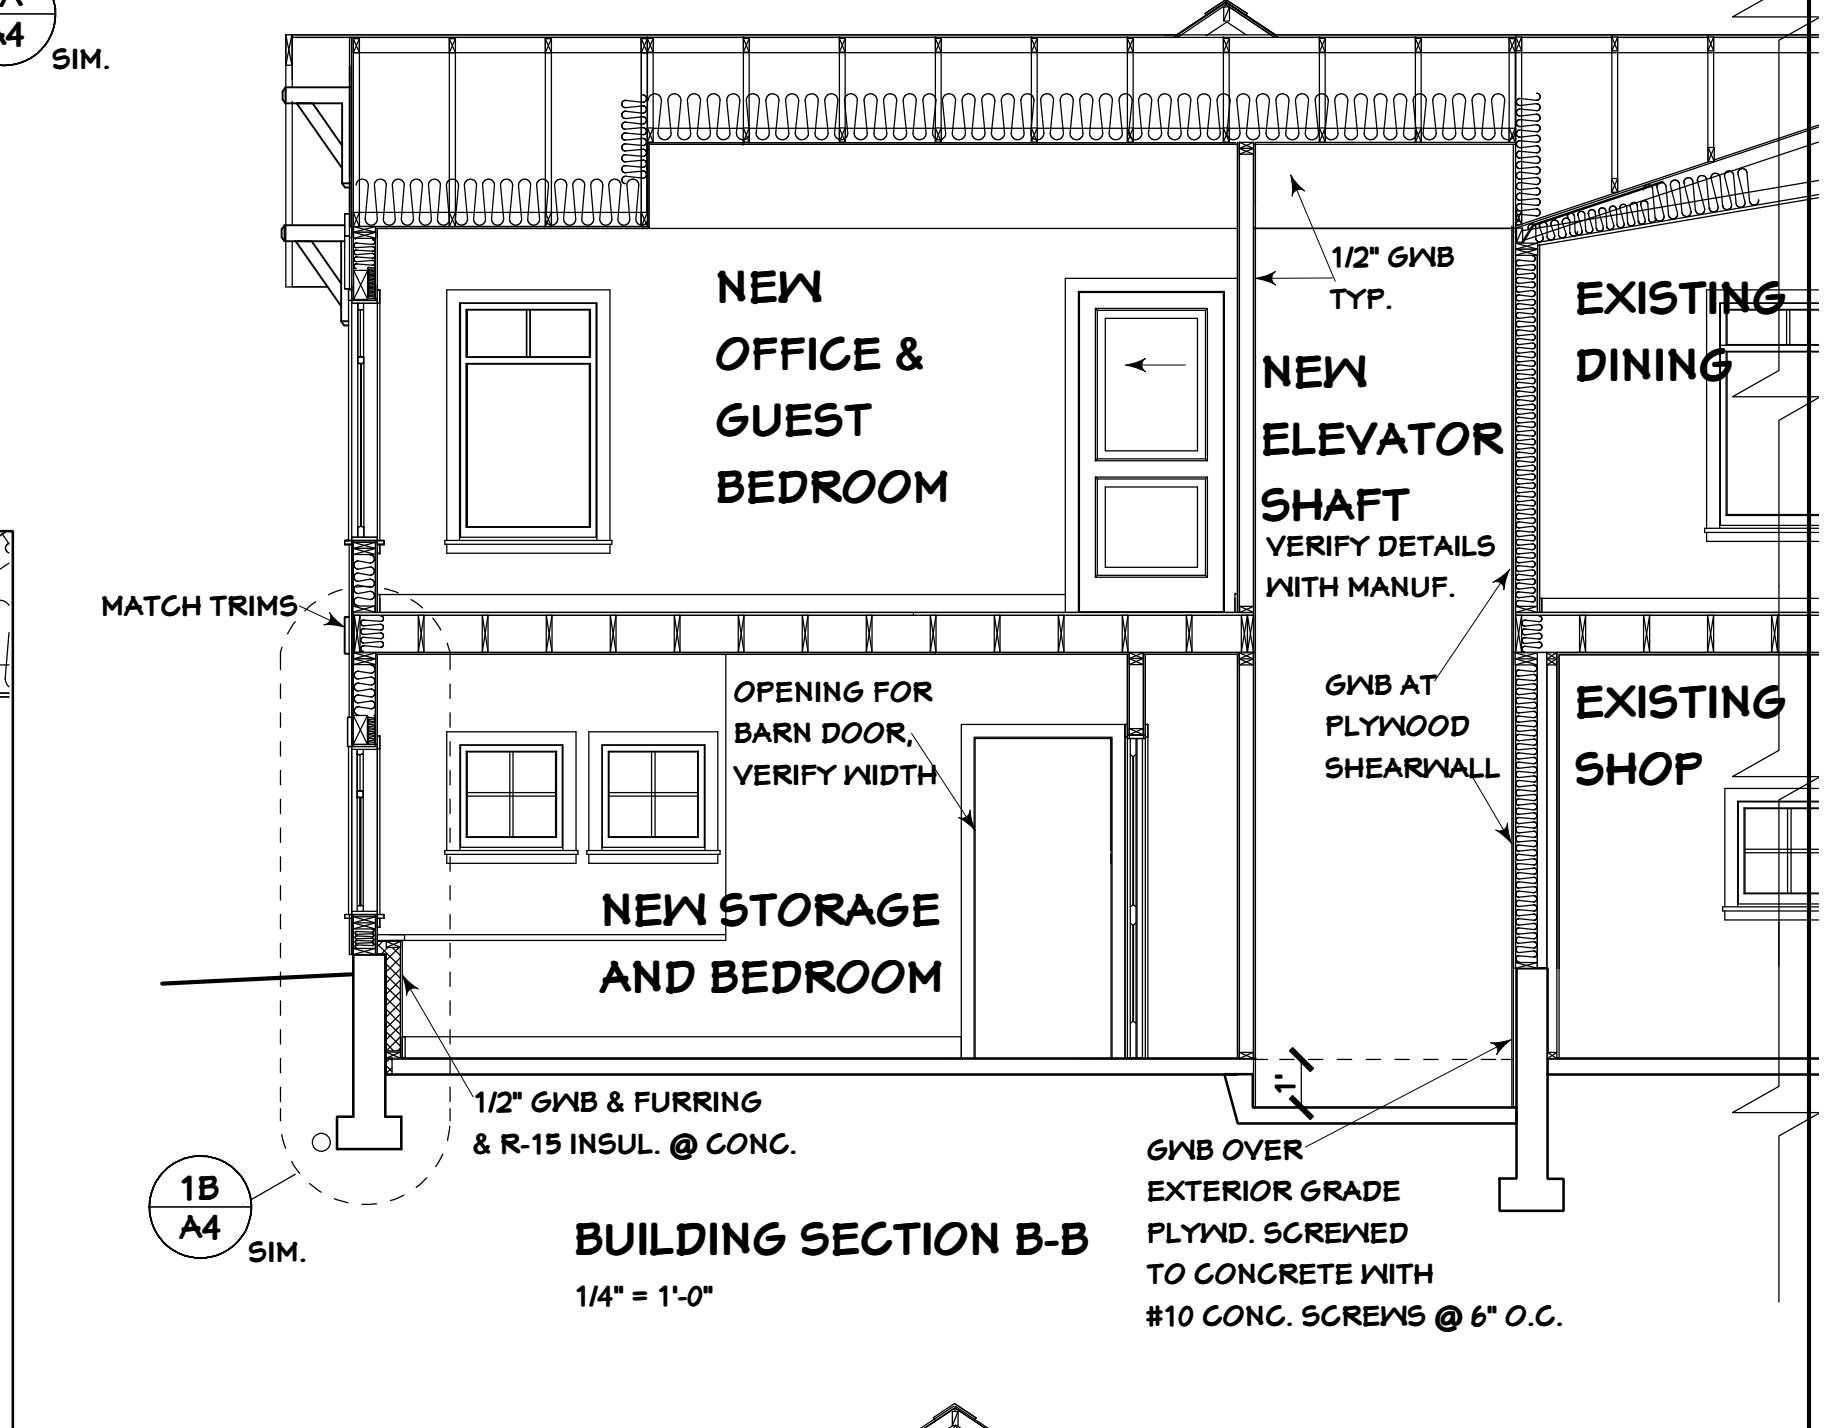 A4
SIM.
NEW
OFFICE &
GUEST
BEDROOM
1/2" GWB
TYP.
NEW
ELEVATOR
SHAFT
VERIFY DETAILS
WITH MANUF.
EXISTING
DINING
MATCH TRIMS
OPENING FOR
BARN DOOR,
VERIFY WIDTH
GWB AT
PLYWOOD
SHEARWALL
EXISTING
SHOP
NEW STORAGE
AND BEDROOM
1'
1/2" GWB & FURRING
& R-15 INSUL. @ CONC.
1B
A4
SIM.
GWB OVER
EXTERIOR GRADE
PLYWD. SCREWED
TO CONCRETE WITH
#10 CONC. SCREWS @ 6" O.C.
BUILDING SECTION B-B
1/4" = 1'-0"